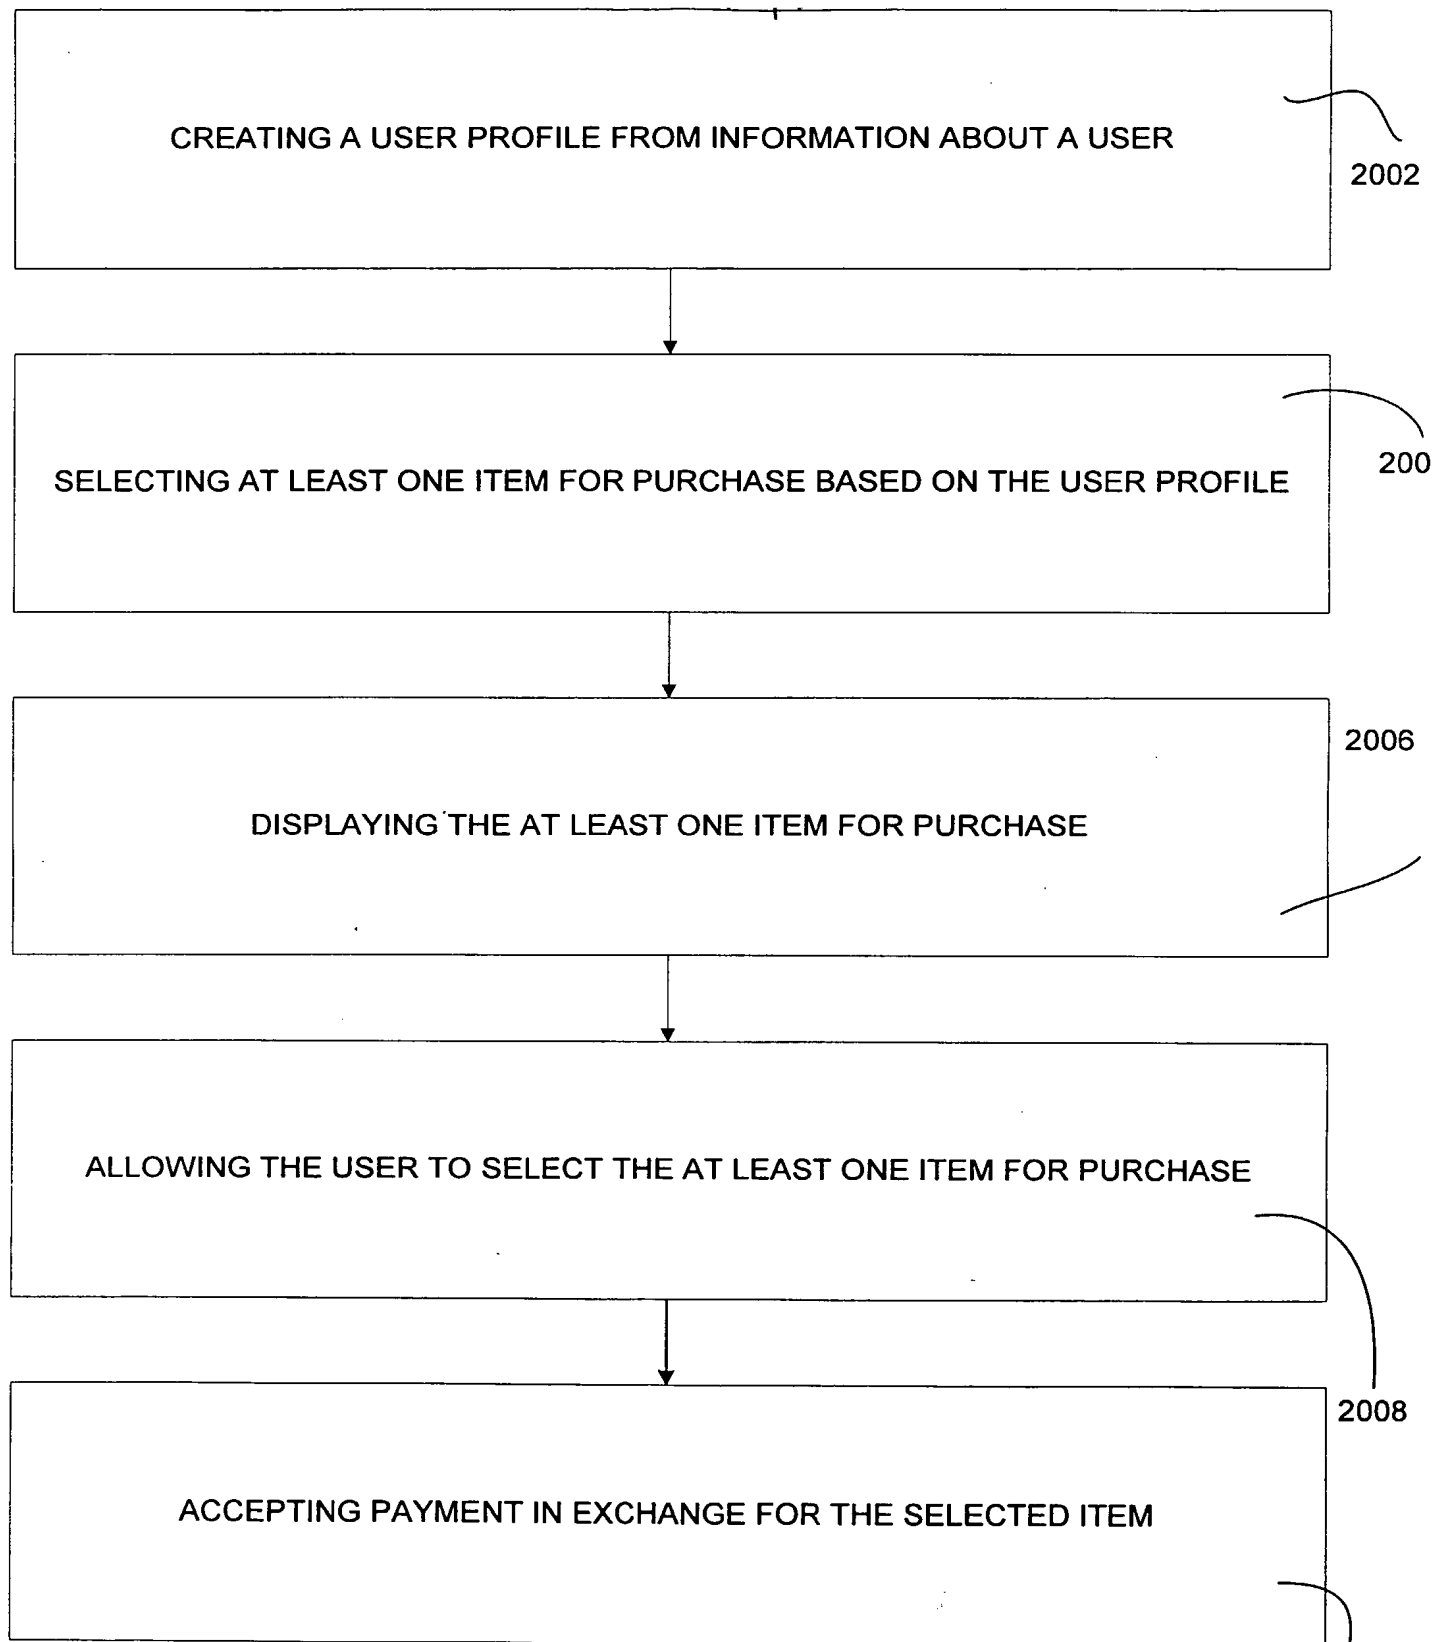 CREATING A USER PROFILE FROM INFORMATION ABOUT A USER
2002
SELECTING AT LEAST ONE ITEM FOR PURCHASE BASED ON THE USER PROFILE
200
2006
DISPLAYING THE AT LEAST ONE ITEM FOR PURCHASE
ALLOWING THE USER TO SELECT THE AT LEAST ONE ITEM FOR PURCHASE
2008
ACCEPTING PAYMENT IN EXCHANGE FOR THE SELECTED ITEM